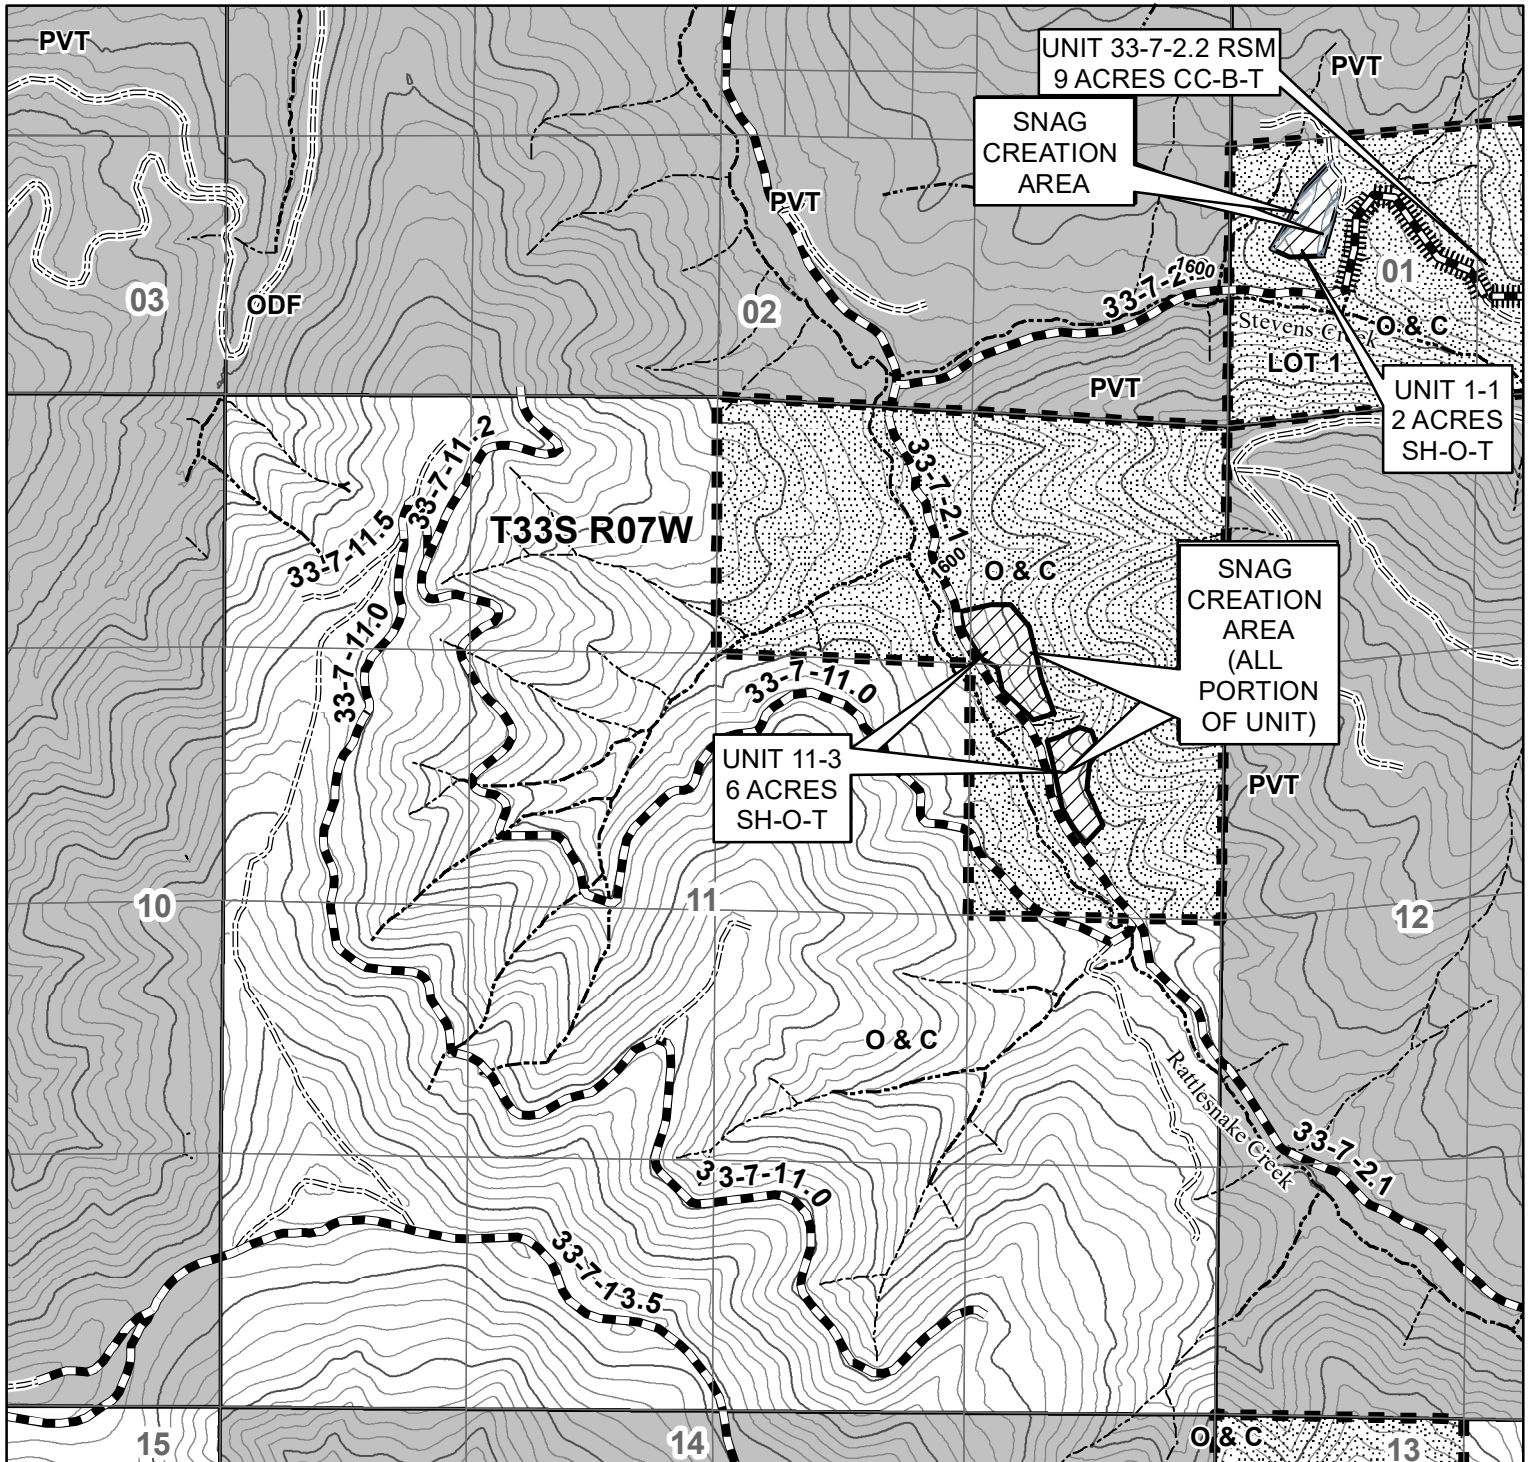 PVT
UNIT 33-7-2.2 RSM
9 ACRES CC-B-T
PVT
SNAG
CREATION
AREA
PVT
03
ODF
02
33-7-2.
1600
01
Stevens Creek
O & C
LOT 1
PVT
UNIT 1-1
2 ACRES
SH-O-T
33-7-11.2
33-7-11.5
T33S R07W
33-7-2.1
O & C
SNAG
CREATION
AREA
(ALL
PORTION
OF UNIT)
33-7-11.0
33-7-11.0
UNIT 11-3
6 ACRES
SH-O-T
PVT
10
11
12
O & C
Rattlesnake Creek
33-7-2.1
33-7-11.0
33-7-13.5
15
14
O & C
13